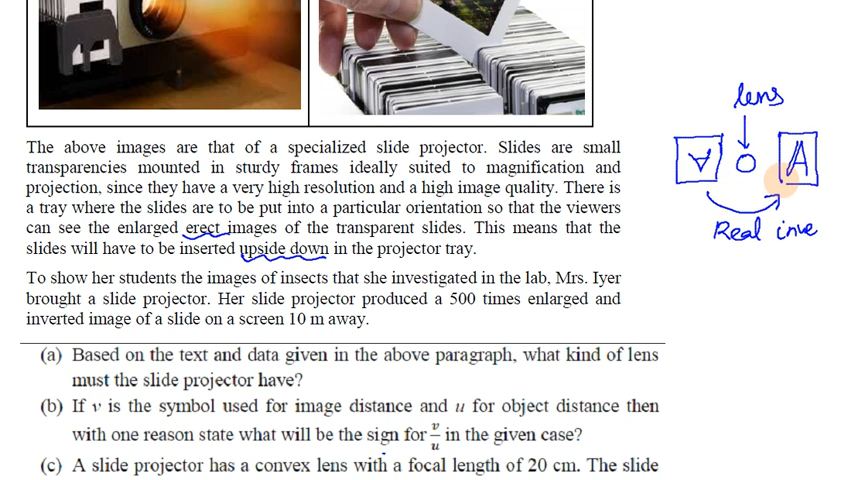 The above images are that of a specialized slide projector. Slides are small
transparencies mounted in sturdy frames ideally suited to magnification and
projection, since they have a very high resolution and a high image quality. There is
a tray where the slides are to be put into a particular orientation so that the viewers
can see the enlarged erect images of the transparent slides. This means that the
slides will have to be inserted upside down in the projector tray.
To show her students the images of insects that she investigated in the lab, Mrs. Iyer
brought a slide projector. Her slide projector produced a 500 times enlarged and
inverted image of a slide on a screen 10 m away.
(a) Based on the text and data given in the above paragraph, what kind of lens
must the slide projector have?
(b) If v is the symbol used for image distance and u for object distance then
with one reason state what will be the sign for v/u in the given case?
(c) A slide projector has a convex lens with a focal length of 20 cm. The slide
lens
A
A
Real inve